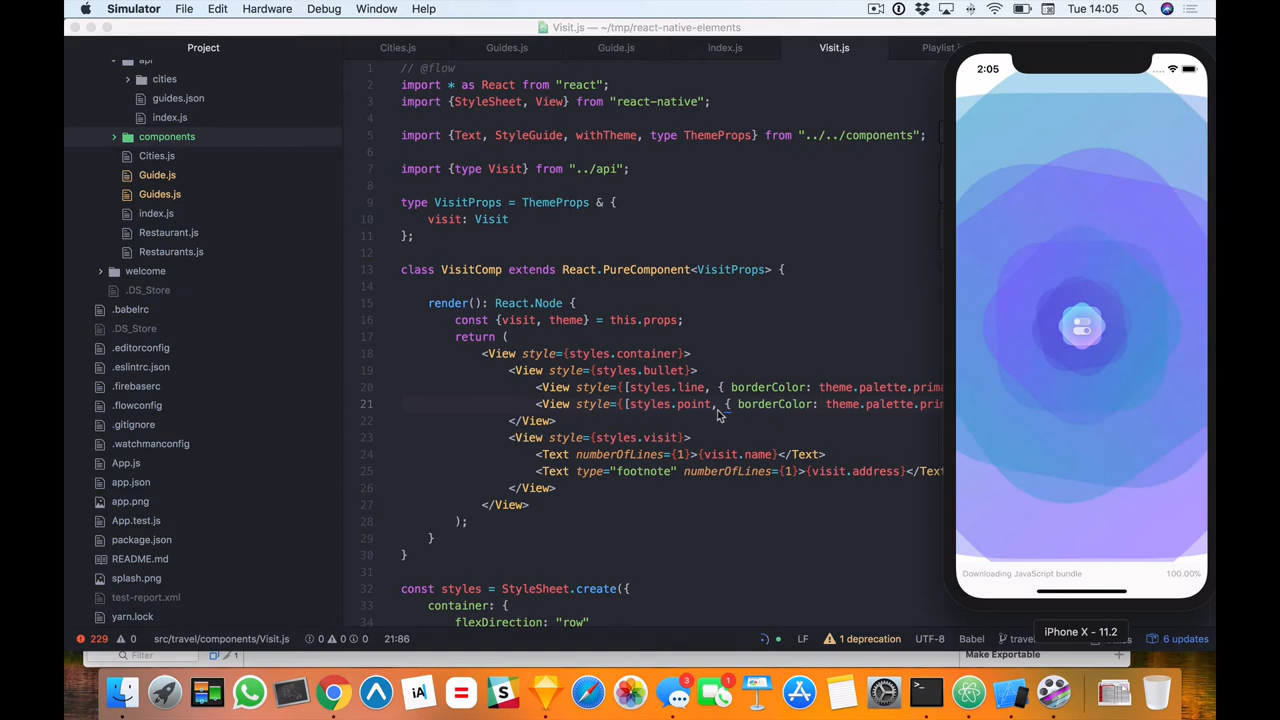 Simulator File Edit Hardware Debug Window Help
Tue 14:05
Visit.js — ~/tmp/react-native-elements
Project
Cities.js
Guides.js
Guide.js
index.js
Visit.js
Playlist
api
cities
guides.json
index.js
components
Cities.js
Guide.js
Guides.js
index.js
Restaurant.js
Restaurants.js
welcome
.DS_Store
.babelrc
.DS_Store
.editorconfig
.eslintrc.json
.firebaserc
.flowconfig
.gitignore
.watchmanconfig
App.js
app.json
app.png
App.test.js
package.json
README.md
splash.png
test-report.xml
yarn.lock
1 // @flow
2 import * as React from "react";
3 import {StyleSheet, View} from "react-native";
4
5 import {Text, StyleGuide, withTheme, type ThemeProps} from "../../components";
6
7 import {type Visit} from "../api";
8
9 type VisitProps = ThemeProps & {
10 visit: Visit
11 };
12
13 class VisitComp extends React.PureComponent<VisitProps> {
14
15 render(): React.Node {
16 const {visit, theme} = this.props;
17 return (
18 <View style={styles.container}>
19 <View style={styles.bullet}>
20 <View style={[styles.line, { borderColor: theme.palette.prima
21 <View style={[styles.point, { borderColor: theme.palette.prim
22 </View>
23 <View style={styles.visit}>
24 <Text numberOfLines={1}>{visit.name}</Text>
25 <Text type="footnote" numberOfLines={1}>{visit.address}</Text
26 </View>
27 </View>
28 );
29 }
30 }
31
32 const styles = StyleSheet.create({
33 container: {
34 flexDirection: "row"
2:05
Downloading JavaScript bundle 100.00%
iPhone X - 11.2
229 0 src/travel/components/Visit.js 0 0 0 21:86
LF 1 deprecation UTF-8 Babel trave
6 updates
Filter
1
Make Exportable
3
1
iA
S